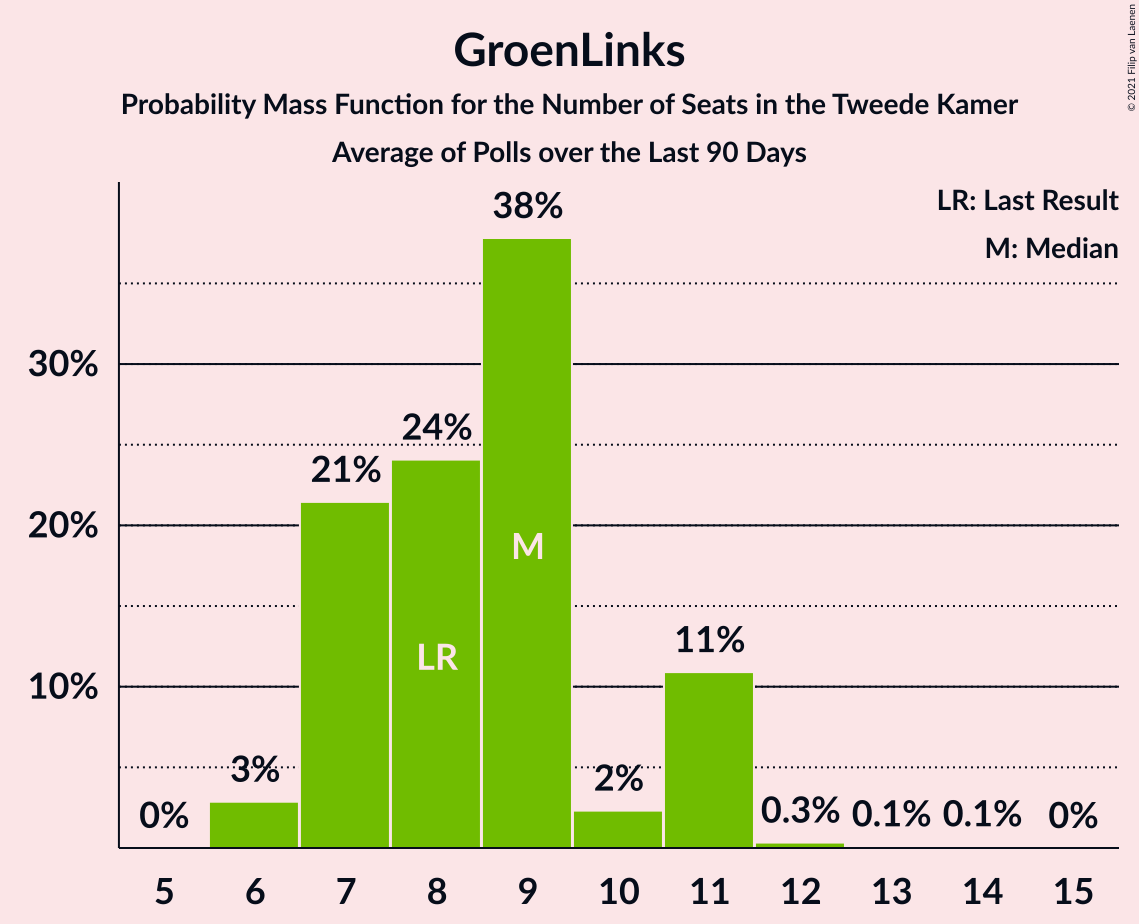 GroenLinks
Probability Mass Function for the Number of Seats in the Tweede Kamer
Average of Polls over the Last 90 Days
© 2021 Filip van Laenen
LR: Last Result
M: Median
30%
20%
10%
0%
3%
21%
24%
38%
2%
11%
0.3%
0.1%
0.1%
0%
LR
M
5 6 7 8 9 10 11 12 13 14 15